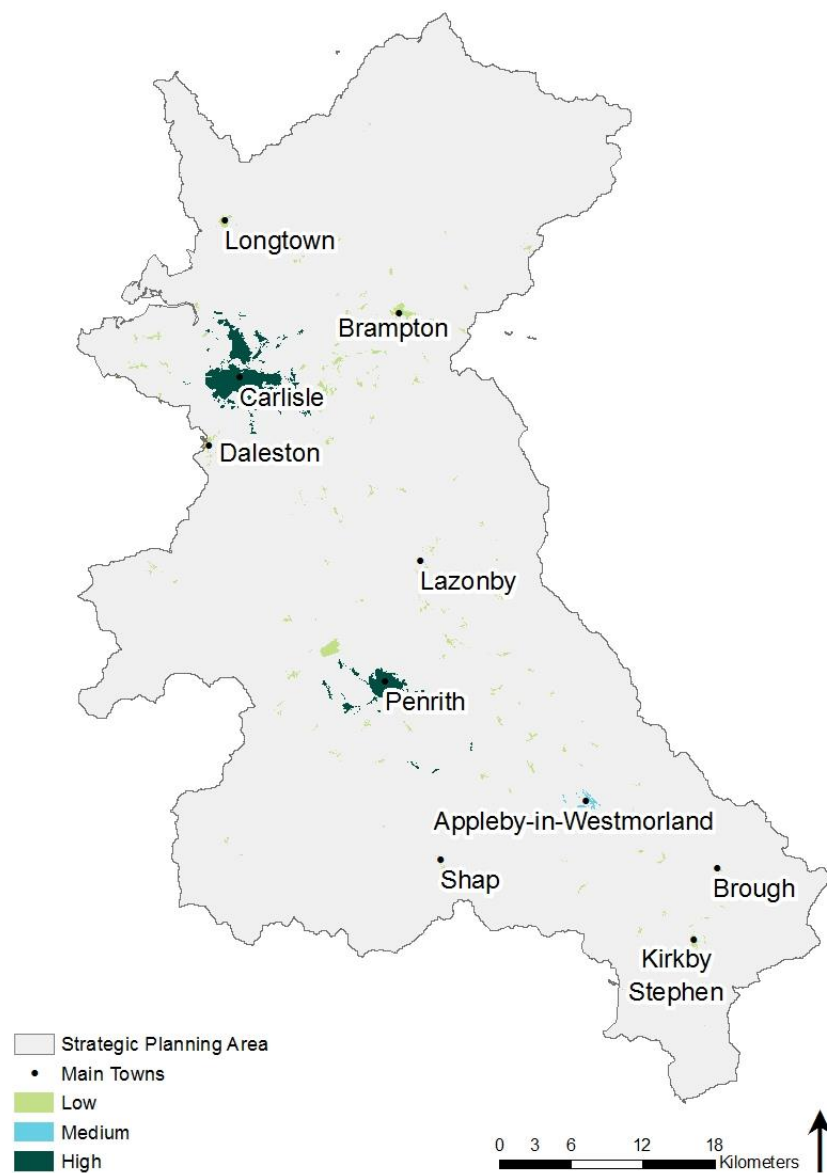 Longtown
Brampton
Carlisle
Daleston
Lazonby
Penrith
Appleby-in-Westmorland
Shap
Brough
Kirkby
Stephen
Strategic Planning Area
Main Towns
Low
Medium
High
0 3 6 12 18
Kilometers